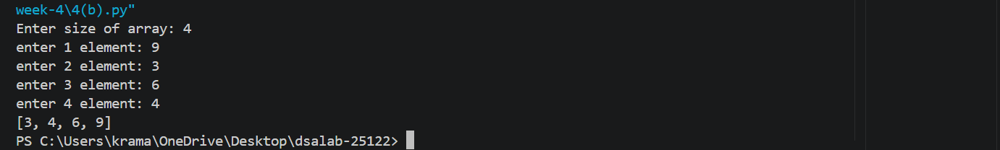 week-4\4(b).py"
Enter size of array: 4
enter 1 element: 9
enter 2 element: 3
enter 3 element: 6
enter 4 element: 4
[3, 4, 6, 9]
PS C:\Users\krama\OneDrive\Desktop\dsalab-25122>